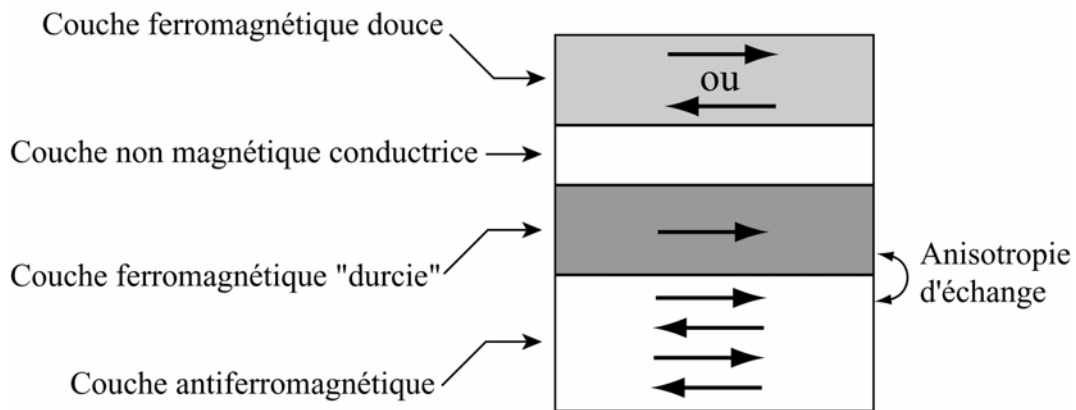 Couche ferromagnétique douce
ou
Couche non magnétique conductrice
Couche ferromagnétique "durcie"
Anisotropie
d'échange
Couche antiferromagnétique